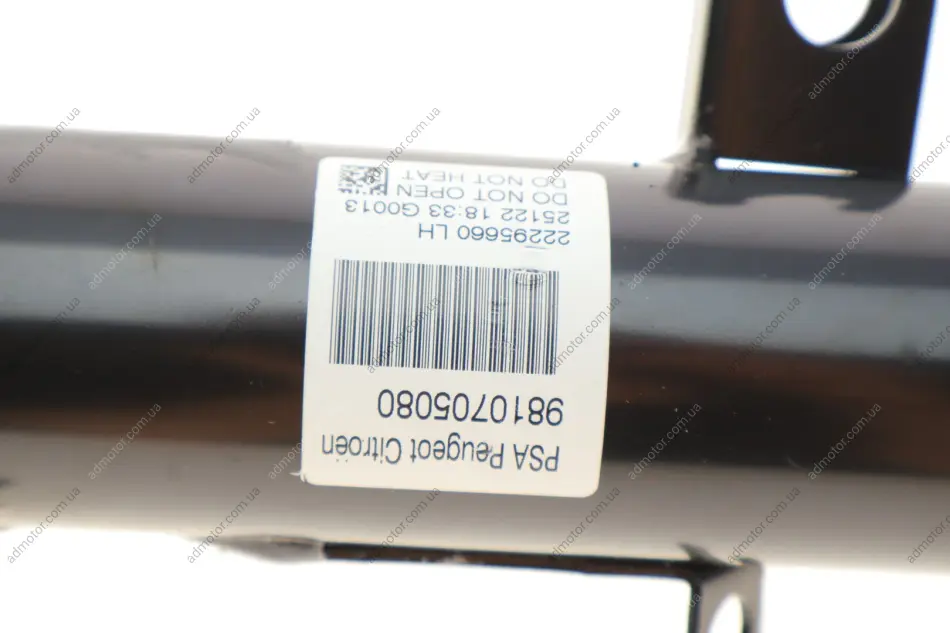 PSA Peugeot Citroën
9810705080
22295660 LH
25122 18:33 G0013
DO NOT OPEN
DO NOT HEAT
admotor.com.ua